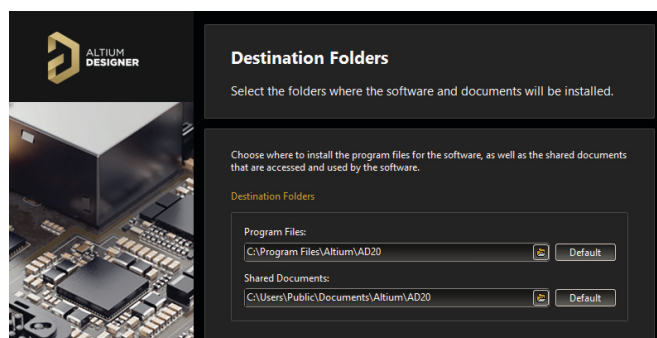 ALTIUM
DESIGNER
Destination Folders
Select the folders where the software and documents will be installed.
Choose where to install the program files for the software, as well as the shared documents
that are accessed and used by the software.
Destination Folders
Program Files:
C:\Program Files\Altium\AD20
Default
Shared Documents:
C:\Users\Public\Documents\Altium\AD20
Default